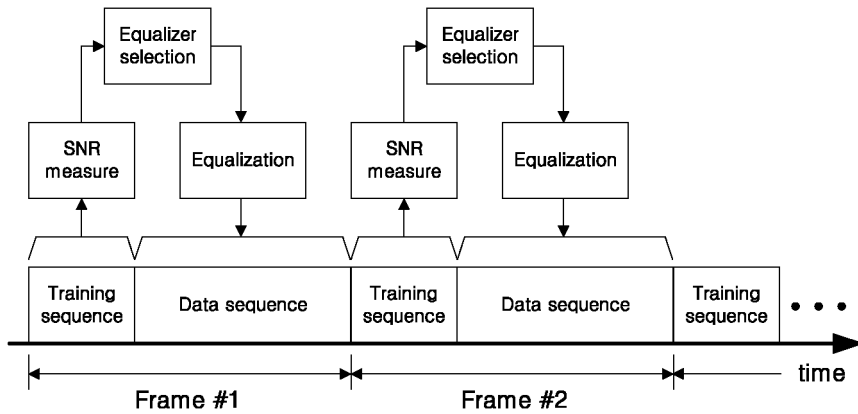 Equalizer
selection
Equalizer
selection
SNR
measure
Equalization
SNR
measure
Equalization
Training
sequence
Data sequence
Training
sequence
Data sequence
Training
sequence
time
Frame #1
Frame #2